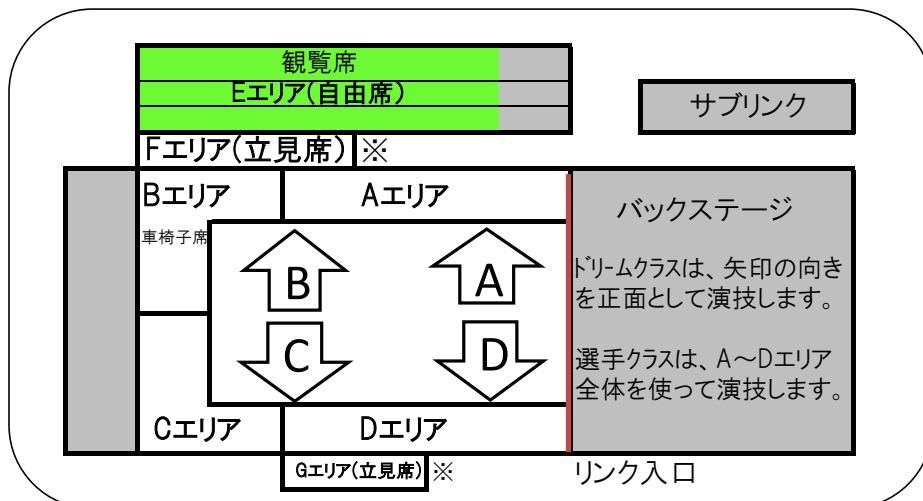 観覧席
Eエリア(自由席)
サブリンク
Fエリア(立見席) ※
Bエリア
Aエリア
バックステージ
車椅子席
B
A
ドリームクラスは、矢印の向き
を正面として演技します。
C
D
選手クラスは、A～Dエリア
全体を使って演技します。
Cエリア
Dエリア
Gエリア(立見席) ※
リンク入口